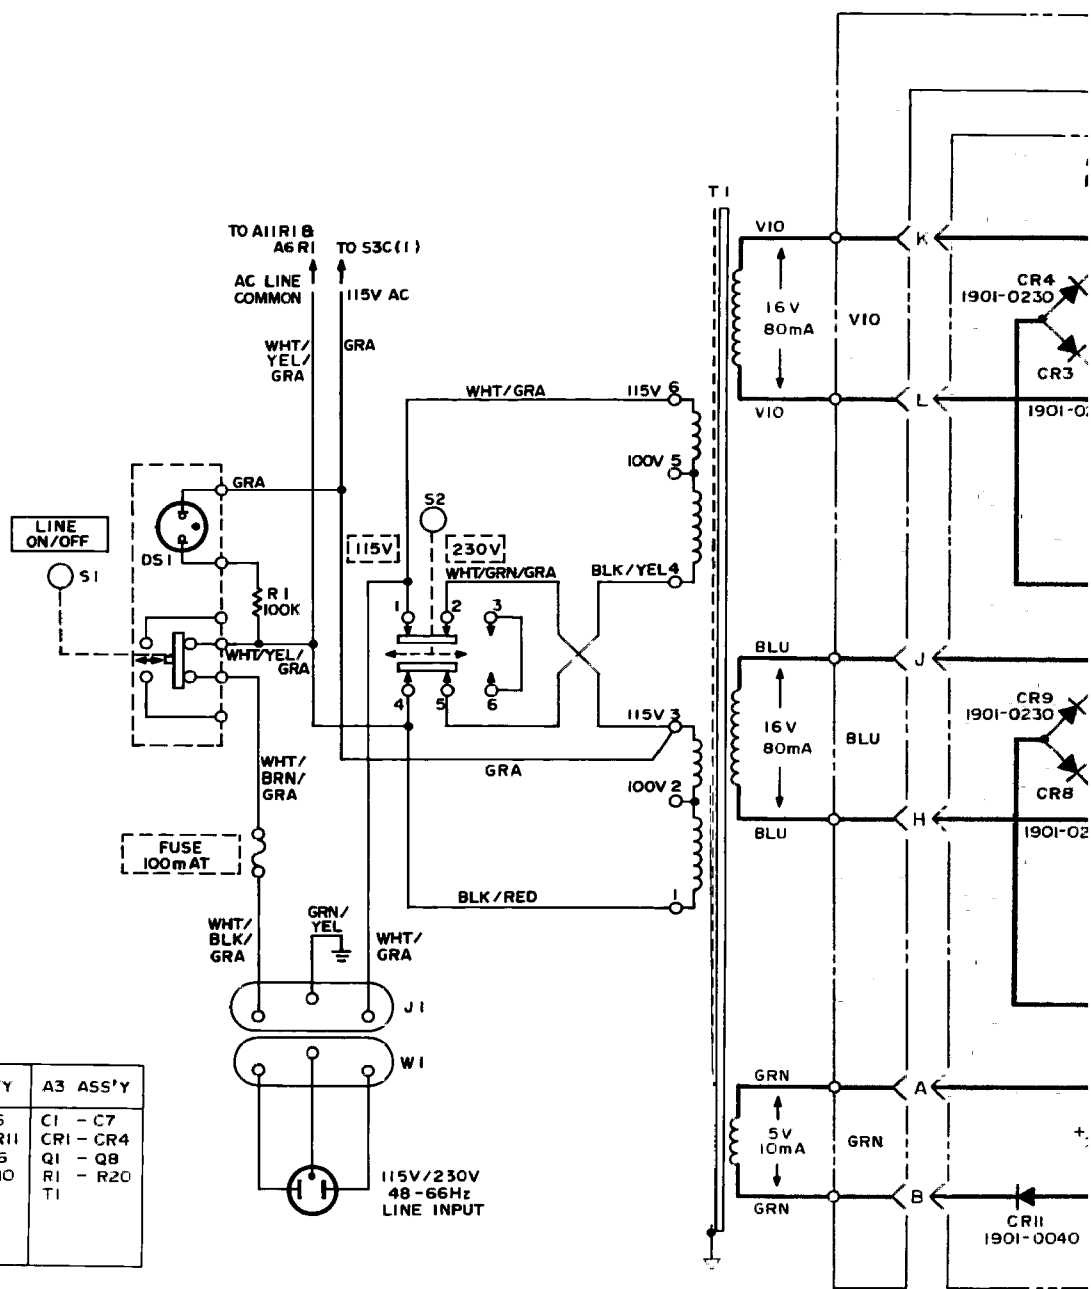 T1
TO A11R1 &
A6R1
TO S3C(1)
AC LINE
COMMON
115V AC
WHT/
YEL/
GRA
GRA
VIO
K
16V
80mA
VIO
CR4
1901-0230
CR3
VIO
L
WHT/GRA
115V 6
100V 5
GRA
S2
LINE
ON/OFF
S1
DS1
115V
230V
WHT/GRN/GRA
BLK/YEL 4
R1
100K
1
2
3
WHT/YEL/
GRA
4
5
6
BLU
J
16V
80mA
BLU
CR9
1901-0230
CR8
BLU
H
115V 3
GRA
100V 2
WHT/
BRN/
GRA
FUSE
100mAT
BLK/RED
1
WHT/
BLK/
GRA
GRN/
YEL
WHT/
GRA
J1
W1
A3 ASS'Y
C1 - C7
CR1 - CR4
Q1 - Q8
R1 - R20
T1
115V/230V
48-66Hz
LINE INPUT
GRN
A
5V
10mA
GRN
GRN
B
CR11
1901-0040